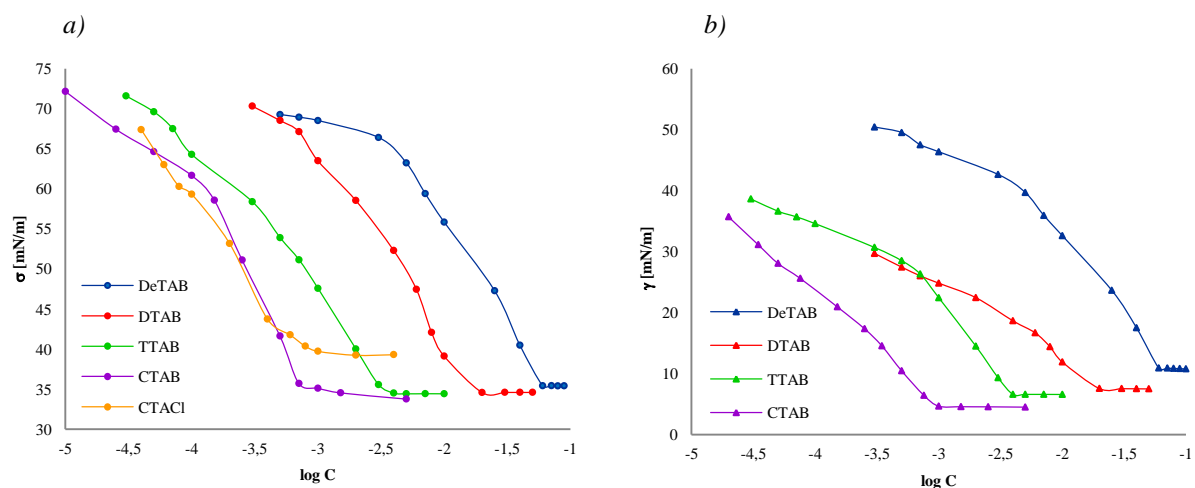 a)
75
70
65
60
55
50
45
40
35
30
σ [mN/m]
-5
-4,5
-4
-3,5
-3
-2,5
-2
-1,5
-1
log C
DeTAB
DTAB
TTAB
CTAB
CTACl
b)
60
50
40
30
20
10
0
γ [mN/m]
-5
-4,5
-4
-3,5
-3
-2,5
-2
-1,5
-1
log C
DeTAB
DTAB
TTAB
CTAB